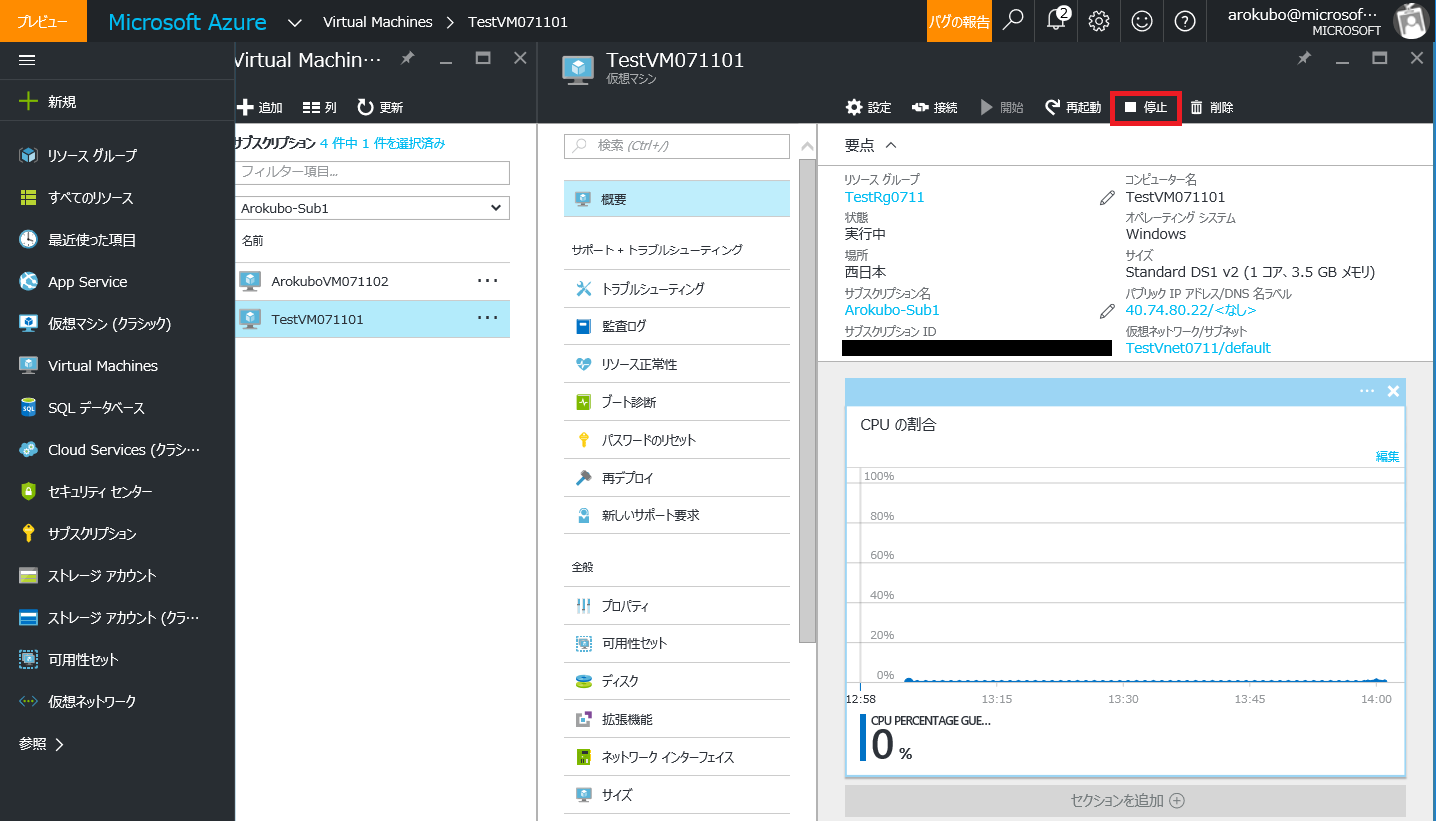 プレビュー
Microsoft Azure
Virtual Machines > TestVM071101
バグの報告
2
arokubo@microsof···
MICROSOFT
新規
リソース グループ
すべてのリソース
最近使った項目
App Service
仮想マシン (クラシック)
Virtual Machines
SQL データベース
Cloud Services (クラシ···
セキュリティ センター
サブスクリプション
ストレージ アカウント
ストレージ アカウント (クラ···
可用性セット
仮想ネットワーク
参照 >
Virtual Machin···
追加
列
更新
サブスクリプション 4 件中 1 件を選択済み
フィルター項目...
Arokubo-Sub1
名前
ArokuboVM071102 ···
TestVM071101 ···
TestVM071101
仮想マシン
設定
接続
開始
再起動
停止
削除
検索 (Ctrl+/)
概要
サポート + トラブルシューティング
トラブルシューティング
監査ログ
リソース正常性
ブート診断
パスワードのリセット
再デプロイ
新しいサポート要求
全般
プロパティ
可用性セット
ディスク
拡張機能
ネットワーク インターフェイス
サイズ
要点
リソース グループ
TestRg0711
状態
実行中
場所
西日本
サブスクリプション名
Arokubo-Sub1
サブスクリプション ID
コンピューター名
TestVM071101
オペレーティング システム
Windows
サイズ
Standard DS1 v2 (1 コア、3.5 GB メモリ)
パブリック IP アドレス/DNS 名ラベル
40.74.80.22/<なし>
仮想ネットワーク/サブネット
TestVnet0711/default
···
CPU の割合
編集
100%
80%
60%
40%
20%
0%
12:58 13:15 13:30 13:45 14:00
CPU PERCENTAGE GUE...
0 %
セクションを追加